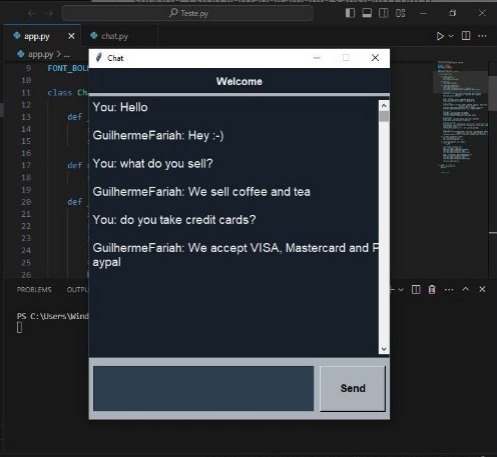 Teste.py
app.py
chat.py
app.py > ...
Chat
Welcome
9 FONT_BOL
10
11 class Ch
12
13 def _
14
15
16
17 def
18
19
20 def _
21
22
23
24
25
26
You: Hello
GuilhermeFariah: Hey :-)
You: what do you sell?
GuilhermeFariah: We sell coffee and tea
You: do you take credit cards?
GuilhermeFariah: We accept VISA, Mastercard and P
aypal
PROBLEMS OUTPU
PS C:\Users\Wind
Send